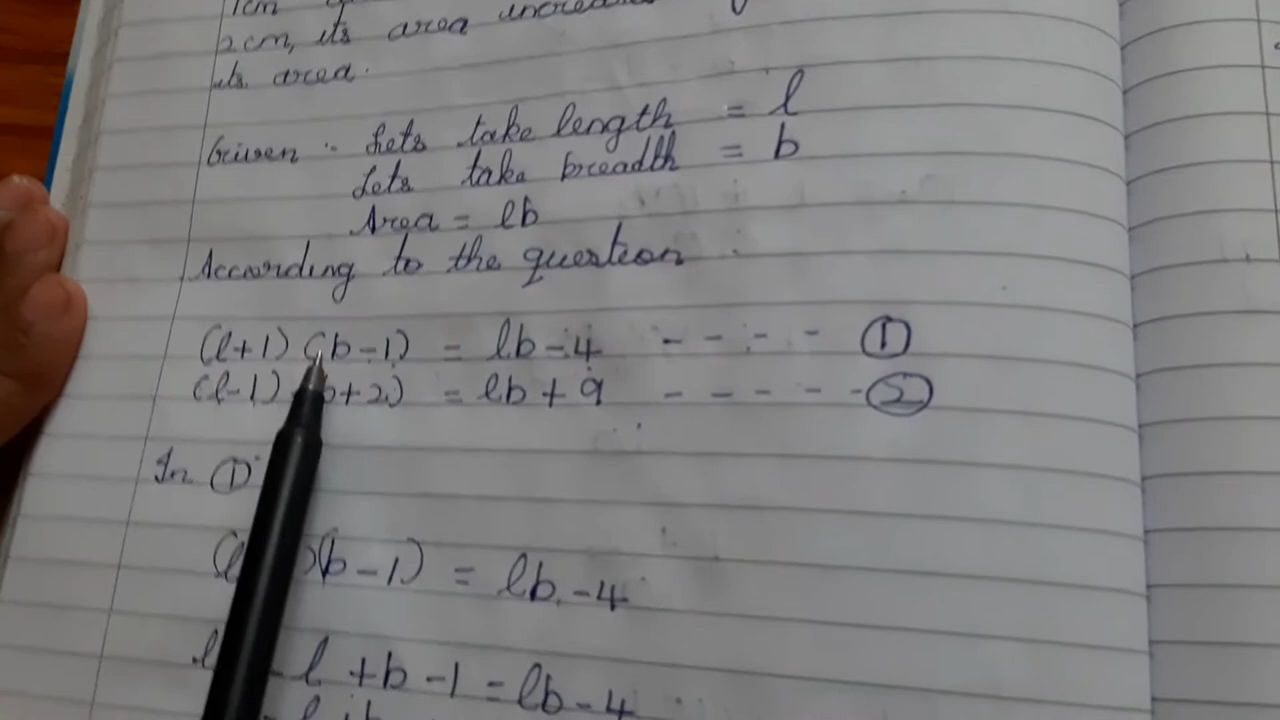 1cm
2cm, its area
its area.
Given :- Lets take length = l
Lets take breadth = b
Area = lb
According to the question
(l+1) (b-1) = lb-4 - - - - ①
(l-1) b+2) = lb+9 - - - - - ②
In ①
(l )(b-1) = lb-4
l - l +b -1 = lb-4